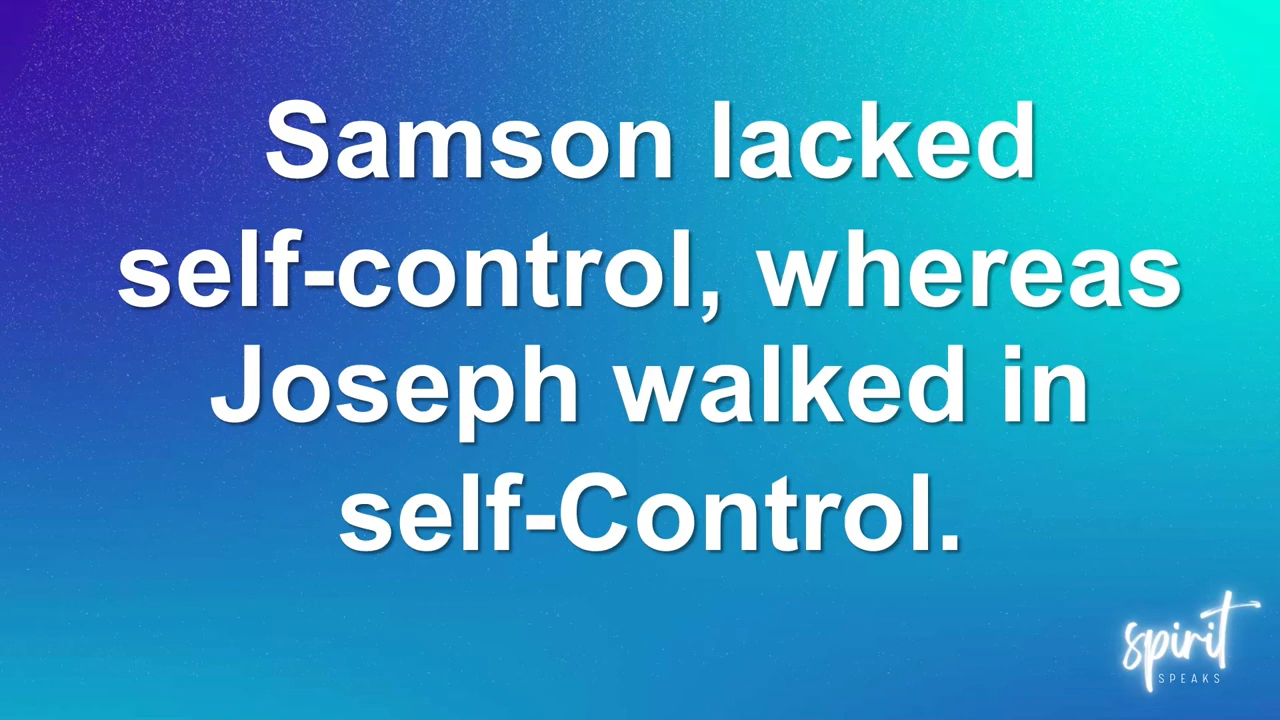 Samson lacked
self-control, whereas
Joseph walked in
self-Control.
spirit
SPEAKS